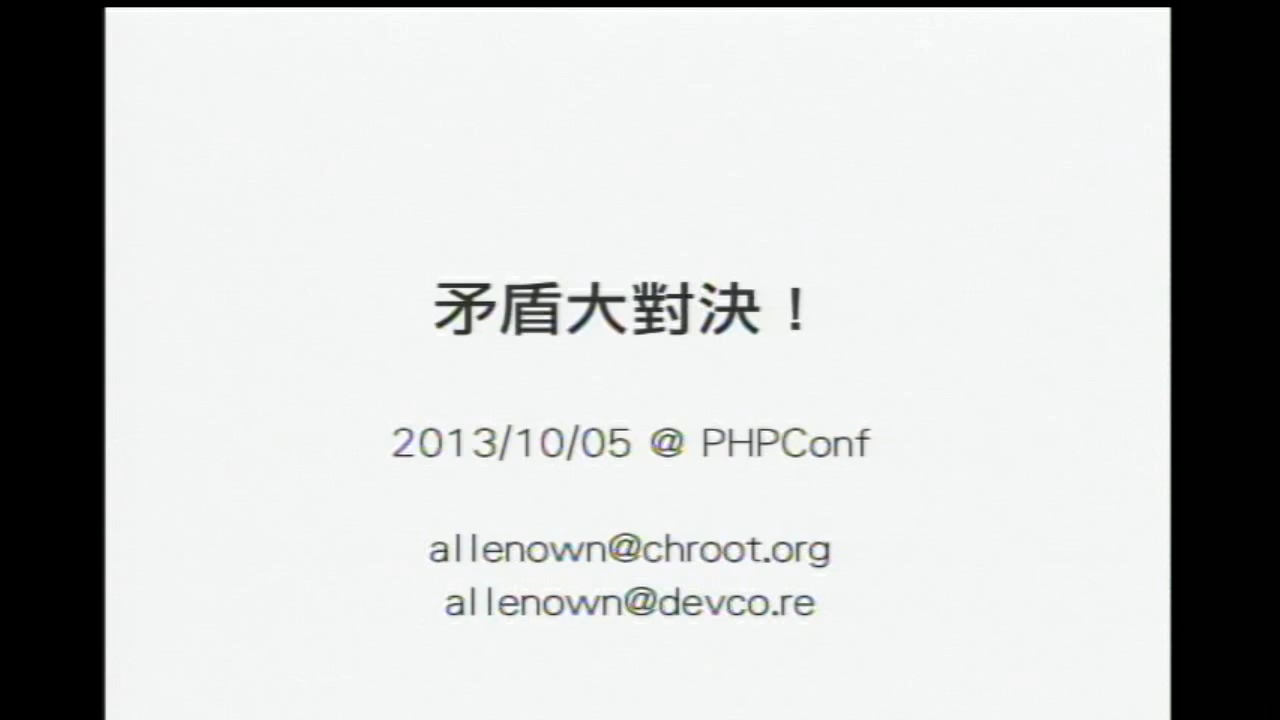 矛盾大對決！
2013/10/05 @ PHPConf
allenown@chroot.org
allenown@devco.re